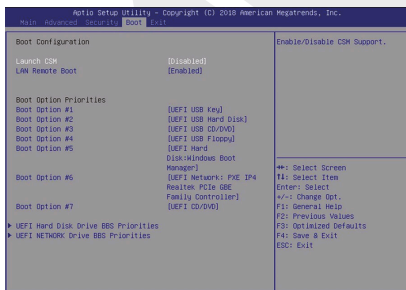 Aptio Setup Utility – Copyright (C) 2018 American Megatrends, Inc.
Main Advanced Security Boot Exit
Boot Configuration
Launch CSM [Disabled]
LAN Remote Boot [Enabled]
Boot Option Priorities
Boot Option #1 [UEFI USB Key]
Boot Option #2 [UEFI USB Hard Disk]
Boot Option #3 [UEFI USB CD/DVD]
Boot Option #4 [UEFI USB Floppy]
Boot Option #5 [UEFI Hard
Disk:Windows Boot
Manager]
Boot Option #6 [UEFI Network: PXE IP4
Realtek PCIe GBE
Family Controller]
Boot Option #7 [UEFI CD/DVD]
▶ UEFI Hard Disk Drive BBS Priorities
▶ UEFI NETWORK Drive BBS Priorities
Enable/Disable CSM Support.
→←: Select Screen
↑↓: Select Item
Enter: Select
+/-: Change Opt.
F1: General Help
F2: Previous Values
F3: Optimized Defaults
F4: Save & Exit
ESC: Exit